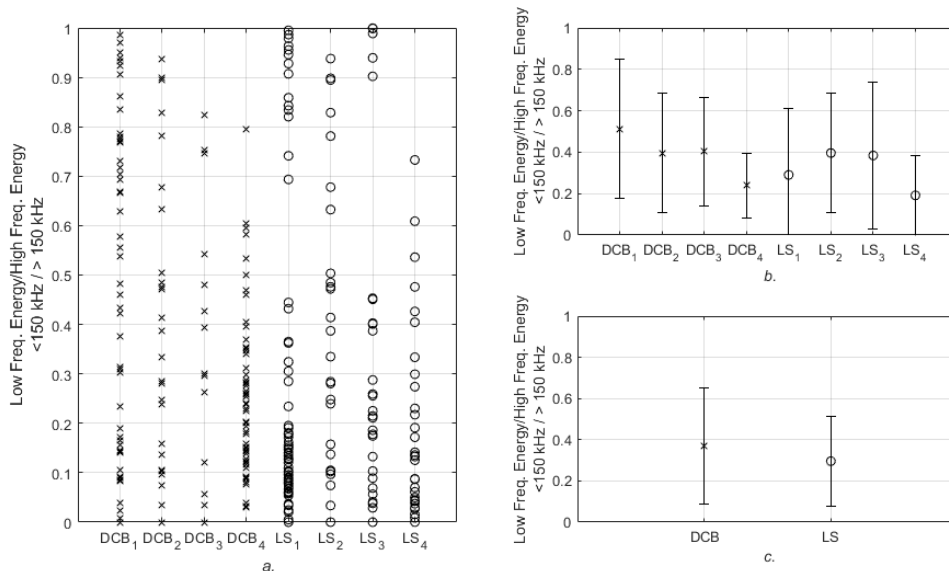 Low Freq. Energy/High Freq. Energy
<150 kHz / > 150 kHz
1
0.9
0.8
0.7
0.6
0.5
0.4
0.3
0.2
0.1
0
DCB1 DCB2 DCB3 DCB4 LS1 LS2 LS3 LS4
a.
Low Freq. Energy/High Freq. Energy
<150 kHz / > 150 kHz
1
0.8
0.6
0.4
0.2
0
DCB1 DCB2 DCB3 DCB4 LS1 LS2 LS3 LS4
b.
Low Freq. Energy/High Freq. Energy
<150 kHz / > 150 kHz
1
0.8
0.6
0.4
0.2
0
DCB LS
c.